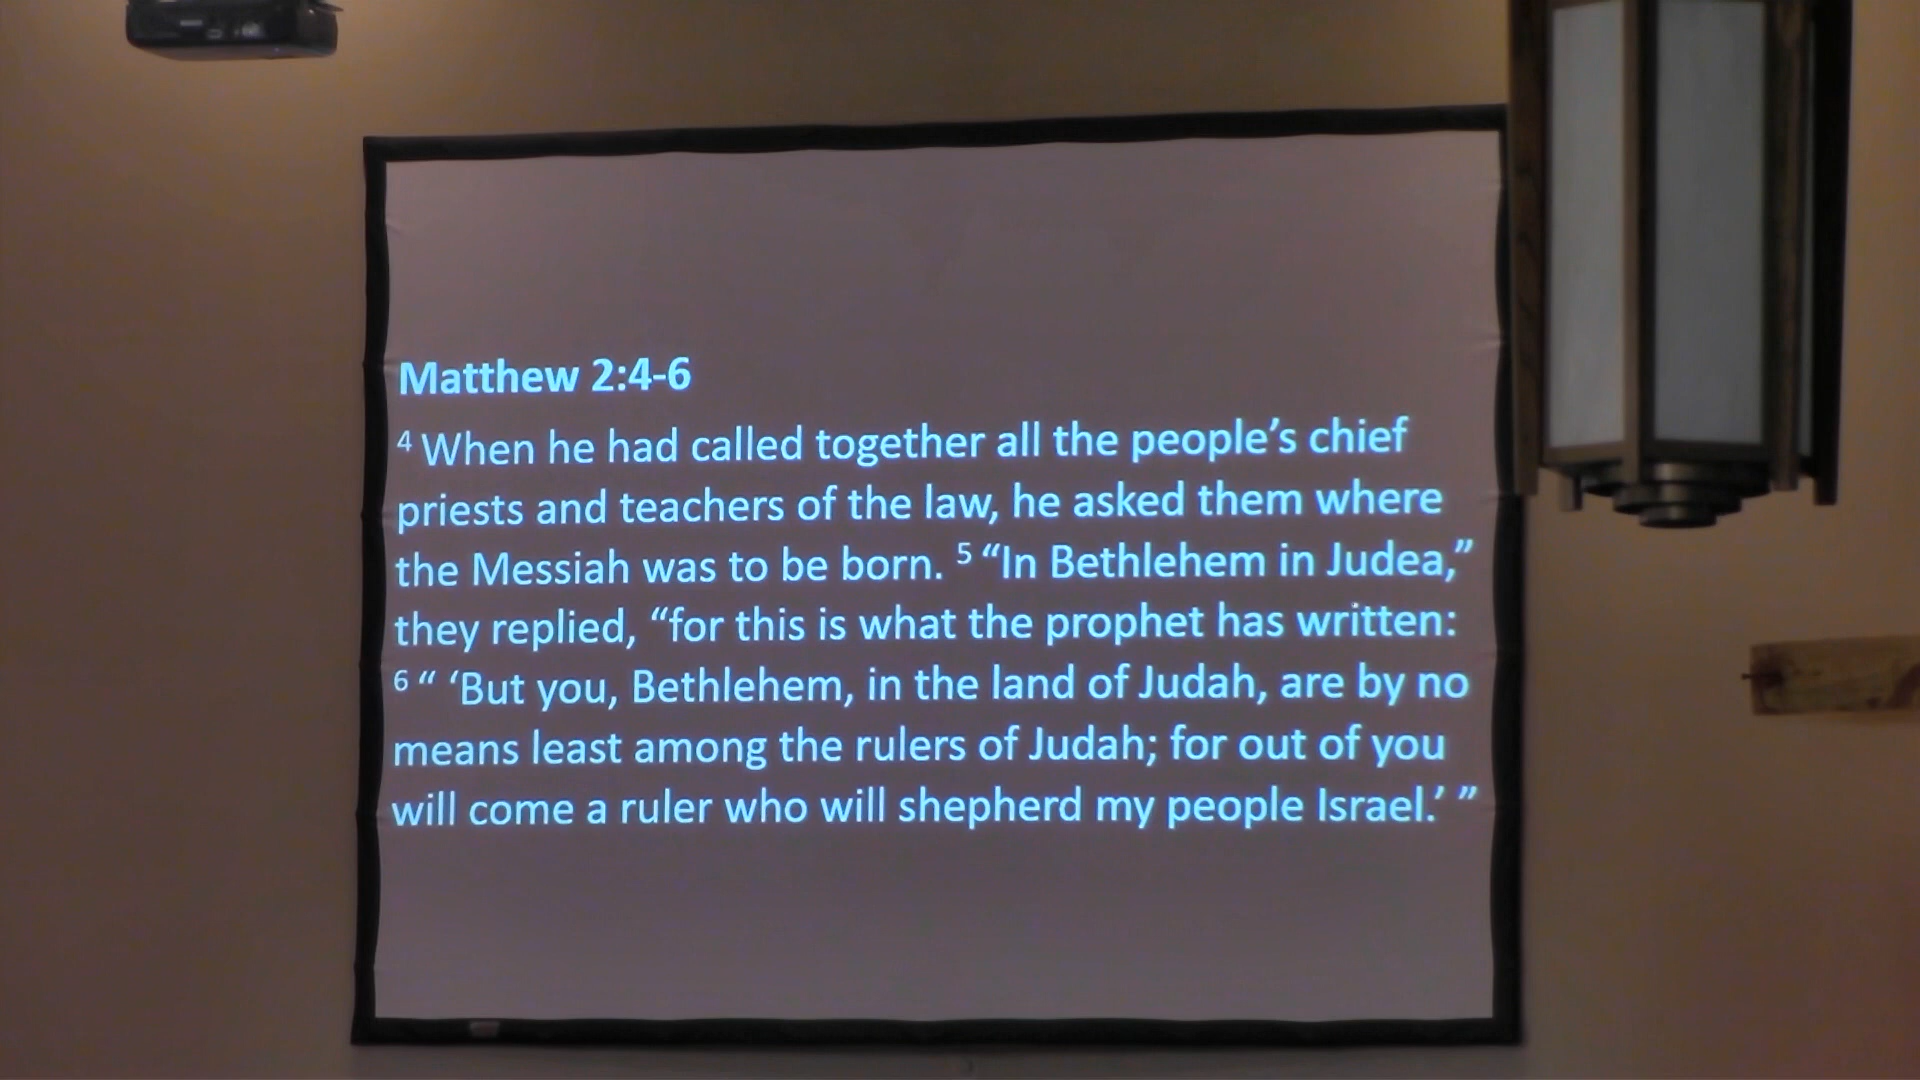 Matthew 2:4-6
4 When he had called together all the people’s chief
priests and teachers of the law, he asked them where
the Messiah was to be born. 5 “In Bethlehem in Judea,”
they replied, “for this is what the prophet has written:
6 “ ‘But you, Bethlehem, in the land of Judah, are by no
means least among the rulers of Judah; for out of you
will come a ruler who will shepherd my people Israel.’ ”